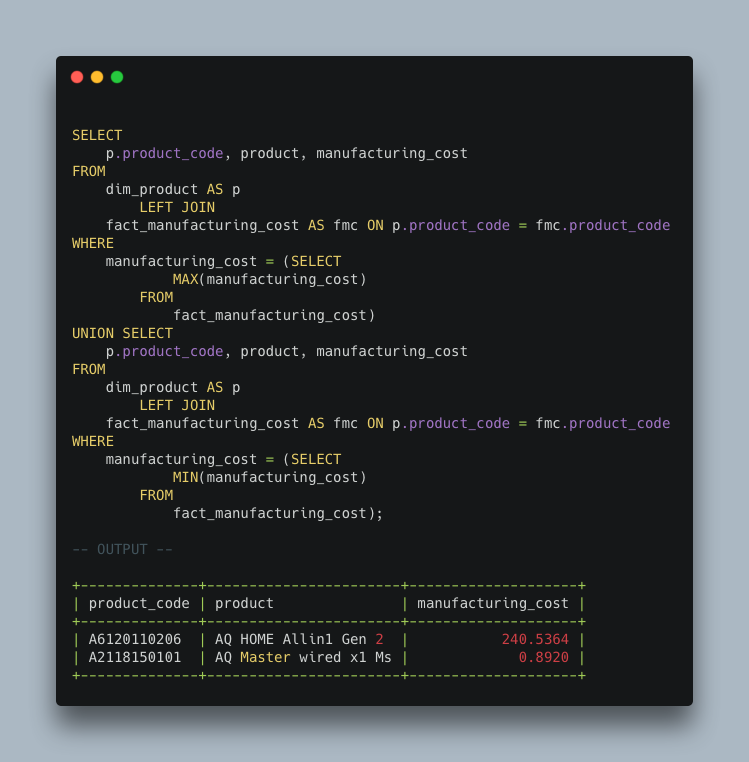 SELECT
    p.product_code, product, manufacturing_cost
FROM
    dim_product AS p
        LEFT JOIN
    fact_manufacturing_cost AS fmc ON p.product_code = fmc.product_code
WHERE
    manufacturing_cost = (SELECT
            MAX(manufacturing_cost)
        FROM
            fact_manufacturing_cost)
UNION SELECT
    p.product_code, product, manufacturing_cost
FROM
    dim_product AS p
        LEFT JOIN
    fact_manufacturing_cost AS fmc ON p.product_code = fmc.product_code
WHERE
    manufacturing_cost = (SELECT
            MIN(manufacturing_cost)
        FROM
            fact_manufacturing_cost);
-- OUTPUT --
+--------------+-----------------------+--------------------+
| product_code | product               | manufacturing_cost |
+--------------+-----------------------+--------------------+
| A6120110206  | AQ HOME Allin1 Gen 2  |           240.5364 |
| A2118150101  | AQ Master wired x1 Ms |             0.8920 |
+--------------+-----------------------+--------------------+